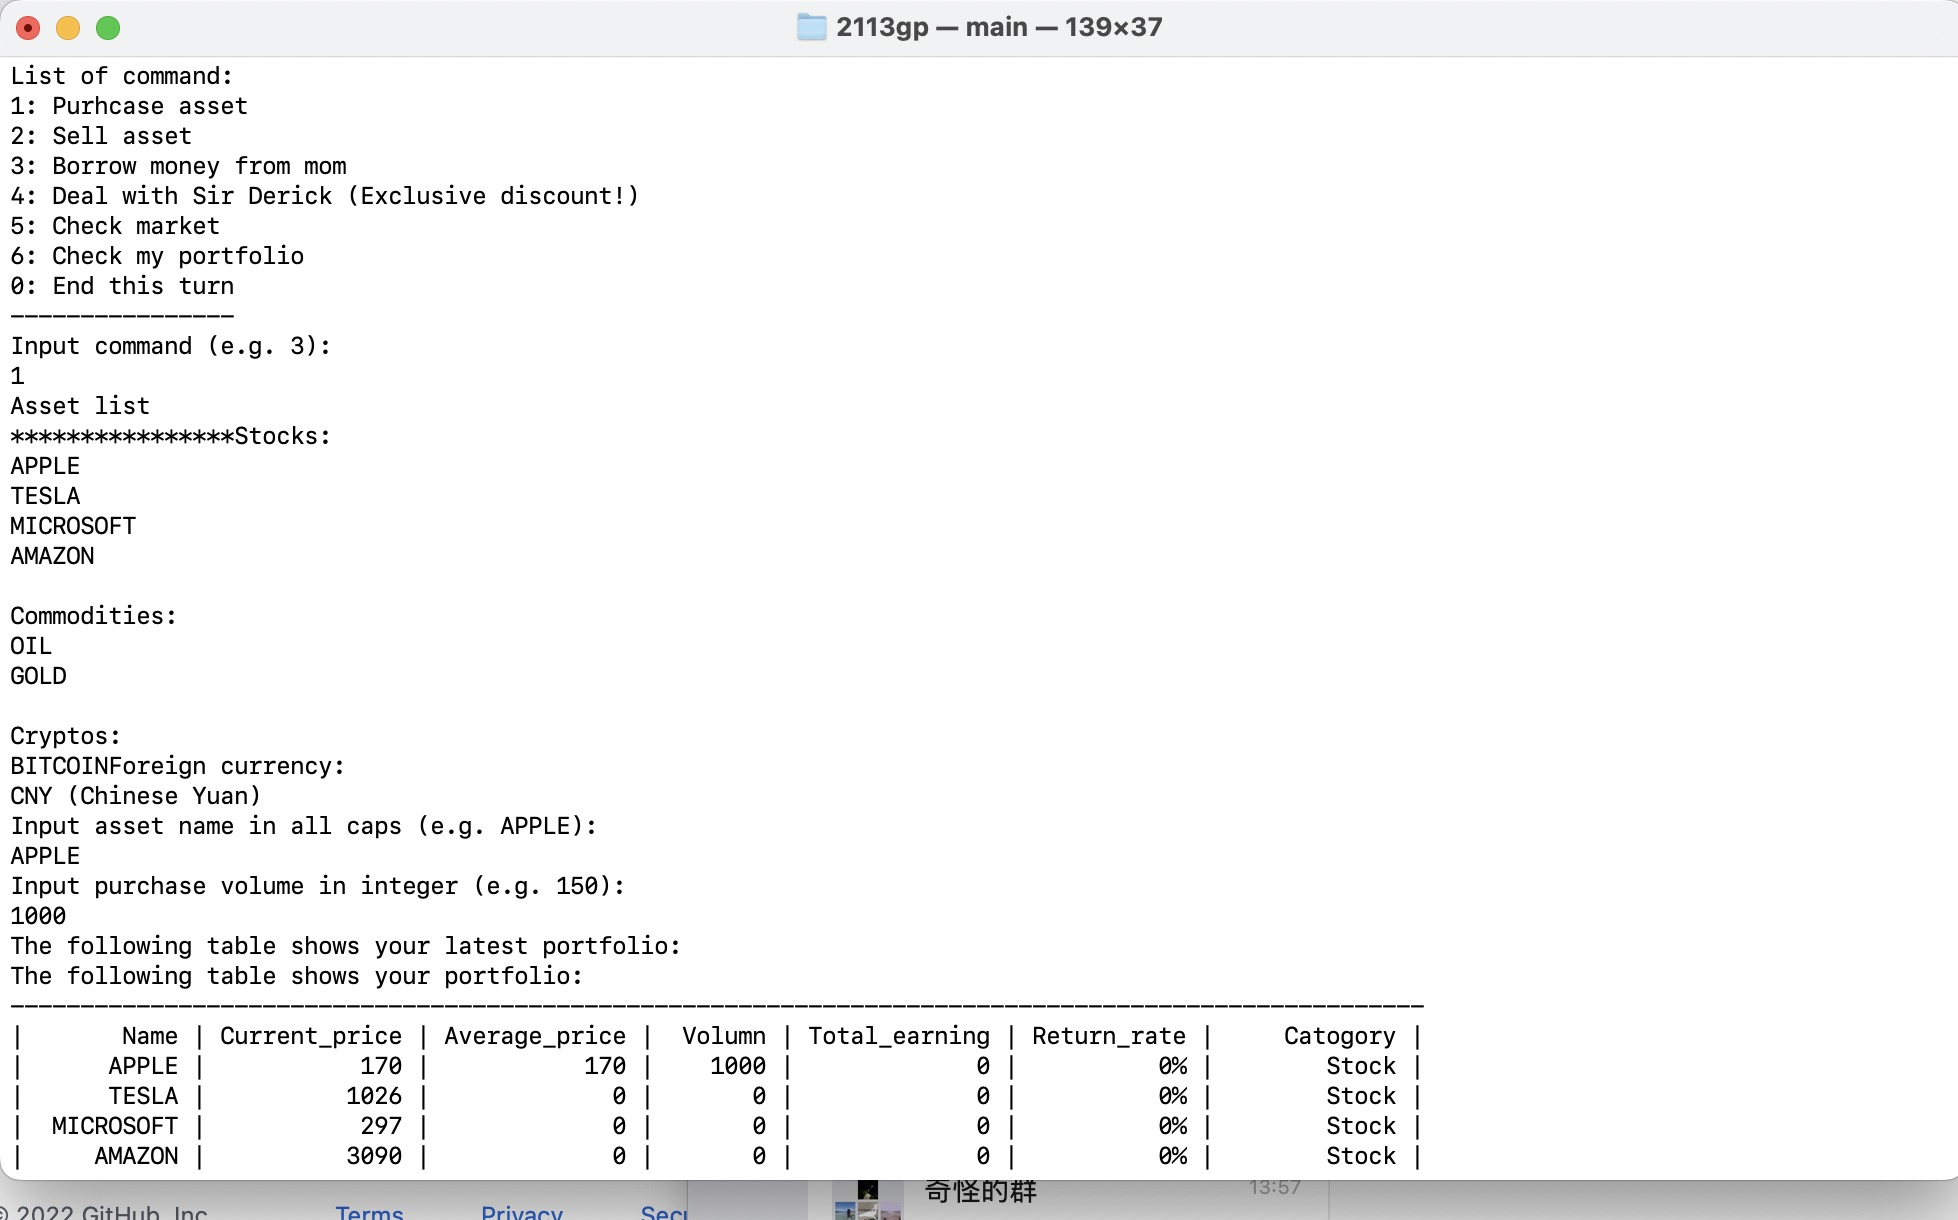 2113gp — main — 139×37
List of command:
1: Purhcase asset
2: Sell asset
3: Borrow money from mom
4: Deal with Sir Derick (Exclusive discount!)
5: Check market
6: Check my portfolio
0: End this turn
----------------
Input command (e.g. 3):
1
Asset list
****************Stocks:
APPLE
TESLA
MICROSOFT
AMAZON
Commodities:
OIL
GOLD
Cryptos:
BITCOINForeign currency:
CNY (Chinese Yuan)
Input asset name in all caps (e.g. APPLE):
APPLE
Input purchase volume in integer (e.g. 150):
1000
The following table shows your latest portfolio:
The following table shows your portfolio:
-----------------------------------------------------------------------------------------------------
|       Name | Current_price | Average_price |  Volumn | Total_earning | Return_rate |     Catogory |
|      APPLE |           170 |           170 |    1000 |             0 |          0% |        Stock |
|      TESLA |          1026 |             0 |       0 |             0 |          0% |        Stock |
|  MICROSOFT |           297 |             0 |       0 |             0 |          0% |        Stock |
|     AMAZON |          3090 |             0 |       0 |             0 |          0% |        Stock |
奇怪的群 13:57
© 2022 GitHub, Inc. Terms Privacy